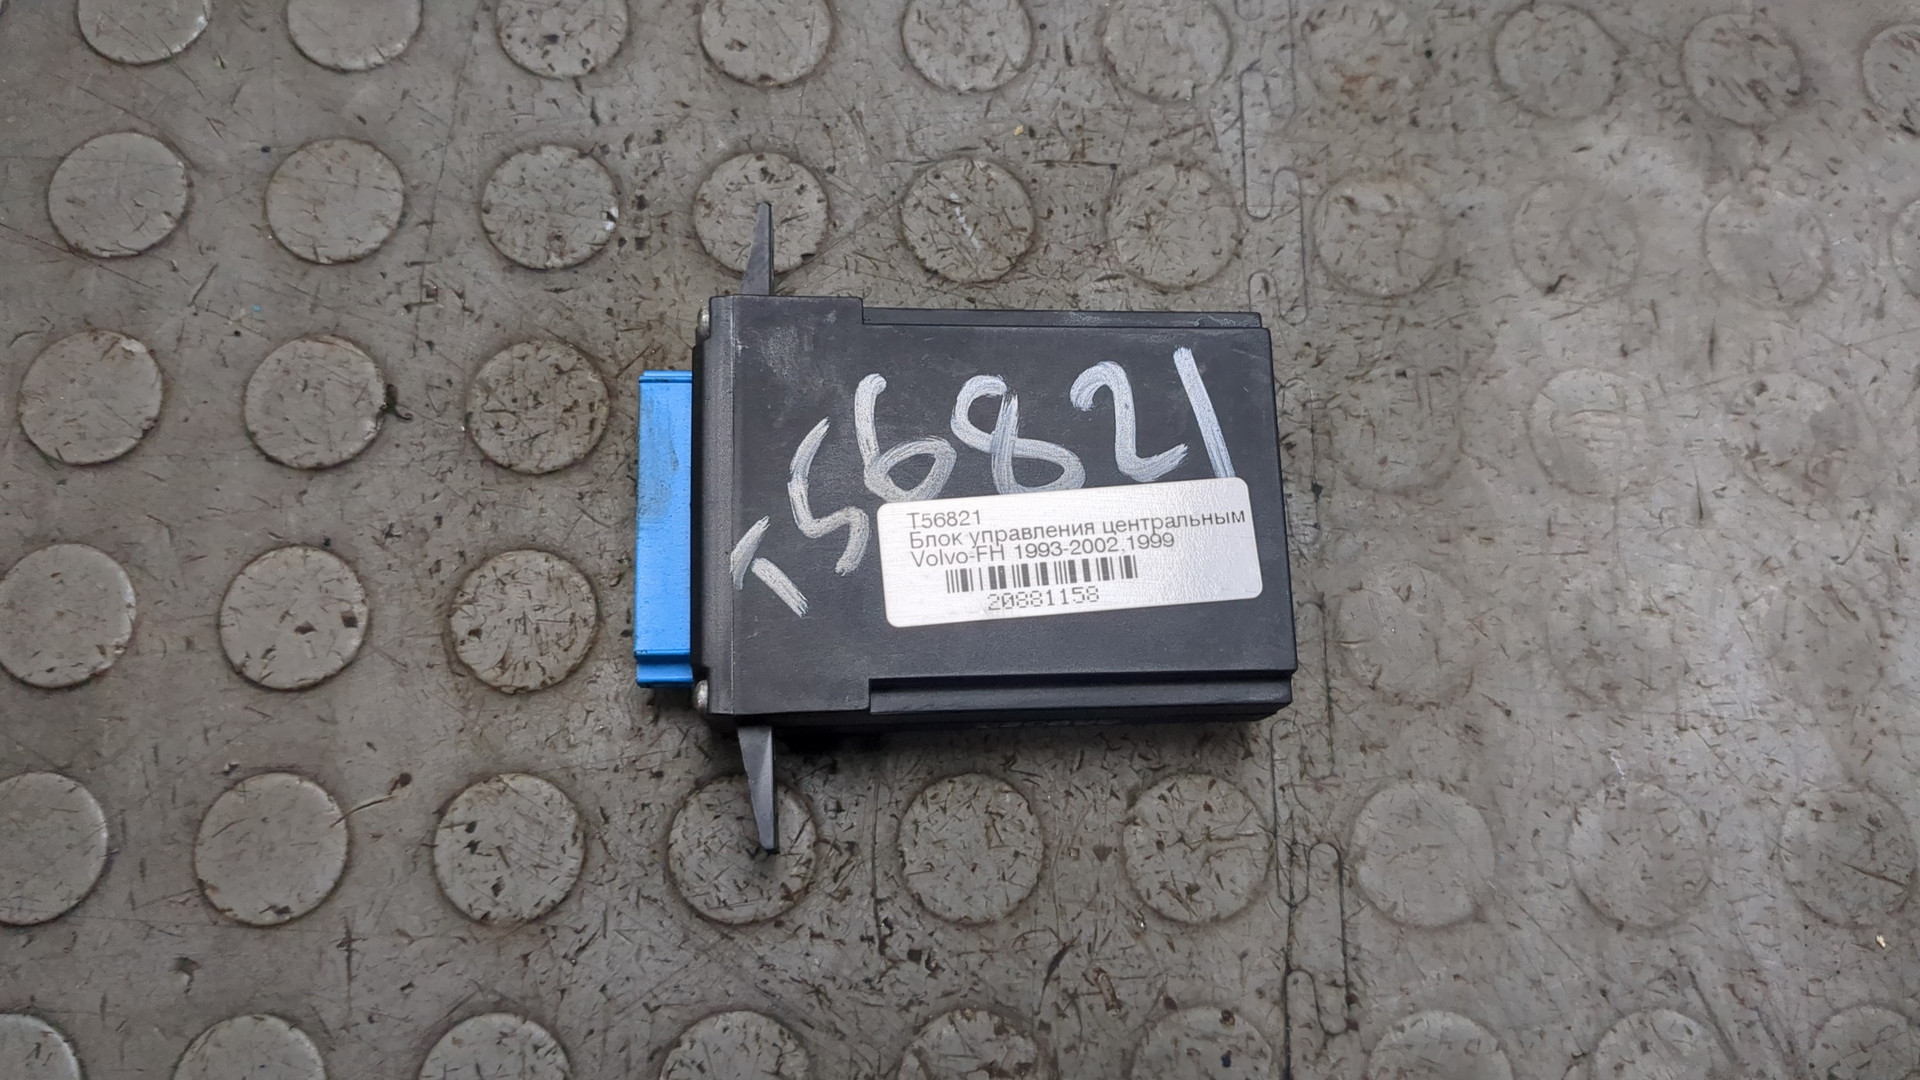 T56821
T56821
Блок управления центральным
Volvo-FH 1993-2002,1999
20881158